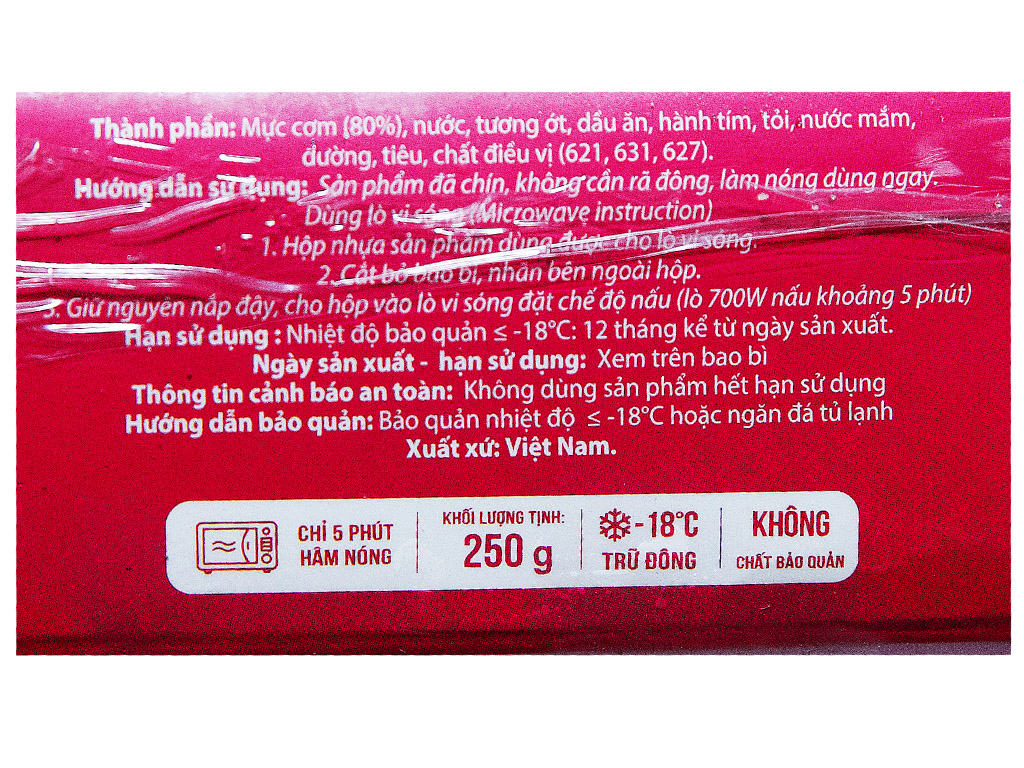 Thành phần: Mực cơm (80%), nước, tương ớt, dầu ăn, hành tím, tỏi, nước mắm,
đường, tiêu, chất điều vị (621, 631, 627).
Hướng dẫn sử dụng: Sản phẩm đã chín, không cần rã đông, làm nóng dùng ngay.
Dùng lò vi sóng (Microwave instruction)
1. Hộp nhựa sản phẩm dùng được cho lò vi sóng.
2. Cắt bỏ bao bì, nhãn bên ngoài hộp.
3. Giữ nguyên nắp đậy, cho hộp vào lò vi sóng đặt chế độ nấu (lò 700W nấu khoảng 5 phút)
Hạn sử dụng : Nhiệt độ bảo quản ≤ -18°C: 12 tháng kể từ ngày sản xuất.
Ngày sản xuất - hạn sử dụng: Xem trên bao bì
Thông tin cảnh báo an toàn: Không dùng sản phẩm hết hạn sử dụng
Hướng dẫn bảo quản: Bảo quản nhiệt độ ≤ -18°C hoặc ngăn đá tủ lạnh
Xuất xứ: Việt Nam.
CHỈ 5 PHÚT
HÂM NÓNG
KHỐI LƯỢNG TỊNH:
250 g
-18°C
TRỮ ĐÔNG
KHÔNG
CHẤT BẢO QUẢN